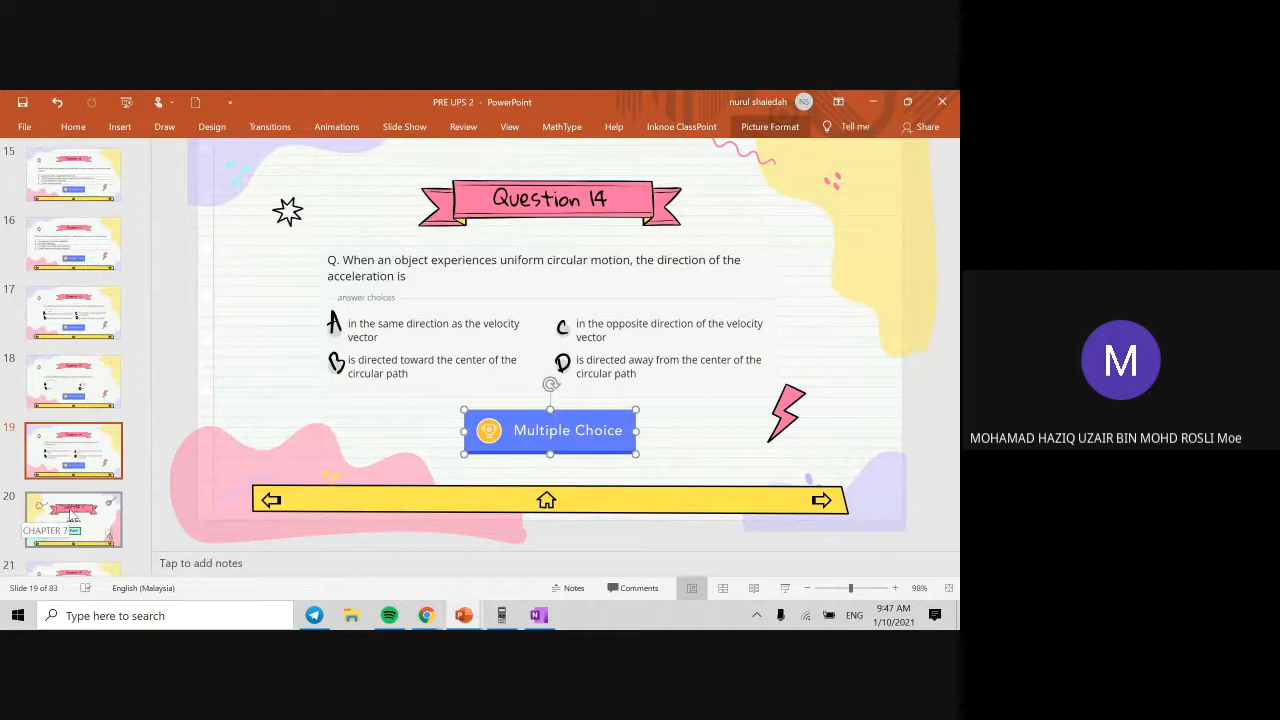 PRE UPS 2 - PowerPoint
nurul shaiedah NS
File Home Insert Draw Design Transitions Animations Slide Show Review View MathType Help Inknoe ClassPoint Picture Format Tell me Share
15
16
17
18
19
20
21
CHAPTER 7
Question 14
Q. When an object experiences uniform circular motion, the direction of the
acceleration is
answer choices
A in the same direction as the velocity
vector
B is directed toward the center of the
circular path
C in the opposite direction of the velocity
vector
D is directed away from the center of the
circular path
Multiple Choice
Tap to add notes
Slide 19 of 83 English (Malaysia) Notes Comments 98%
Type here to search
ENG
9:47 AM
1/10/2021
M
MOHAMAD HAZIQ UZAIR BIN MOHD ROSLI Moe